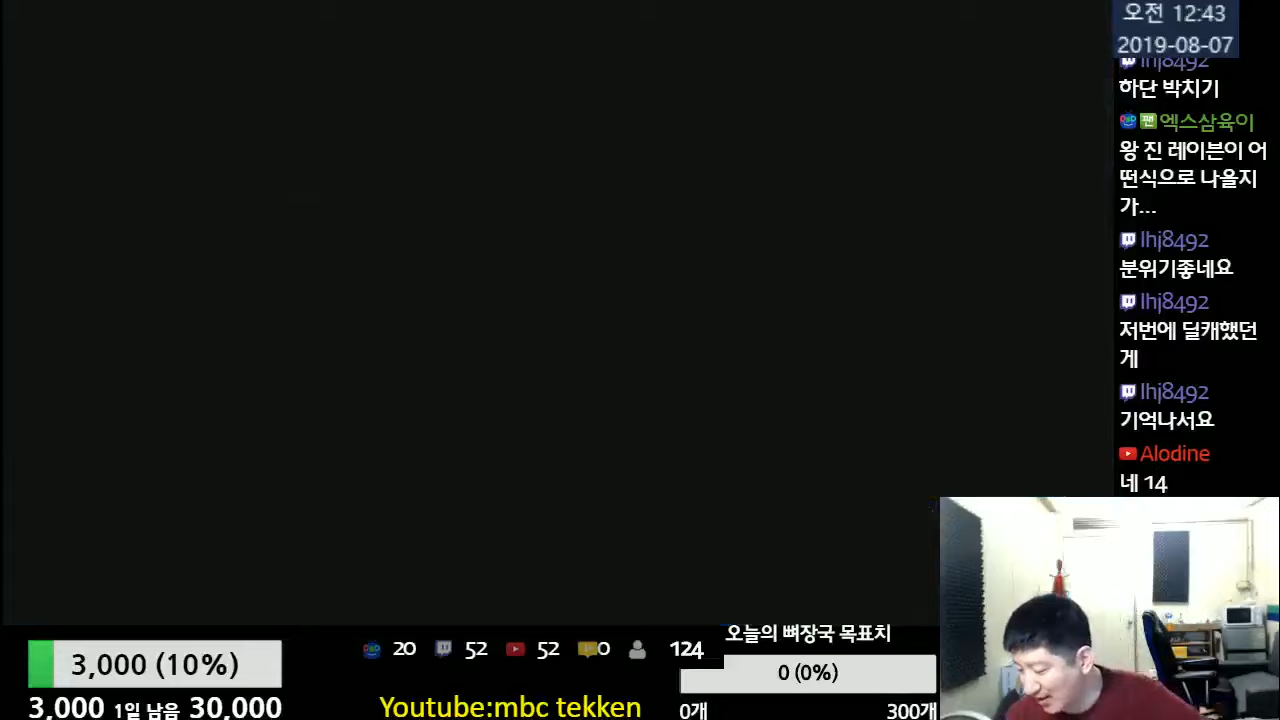 오전 12:43
2019-08-07
lhj8492
하단 박치기
팬 엑스삼육이
왕 진 레이븐이 어
떤식으로 나올지
가...
lhj8492
분위기좋네요
lhj8492
저번에 딜캐했던
게
lhj8492
기억나서요
Alodine
네 14
오늘의 뼈장국 목표치
3,000 (10%)
20 52 52 0 124
0 (0%)
3,000 1일 남음 30,000
Youtube:mbc tekken
0개 300개